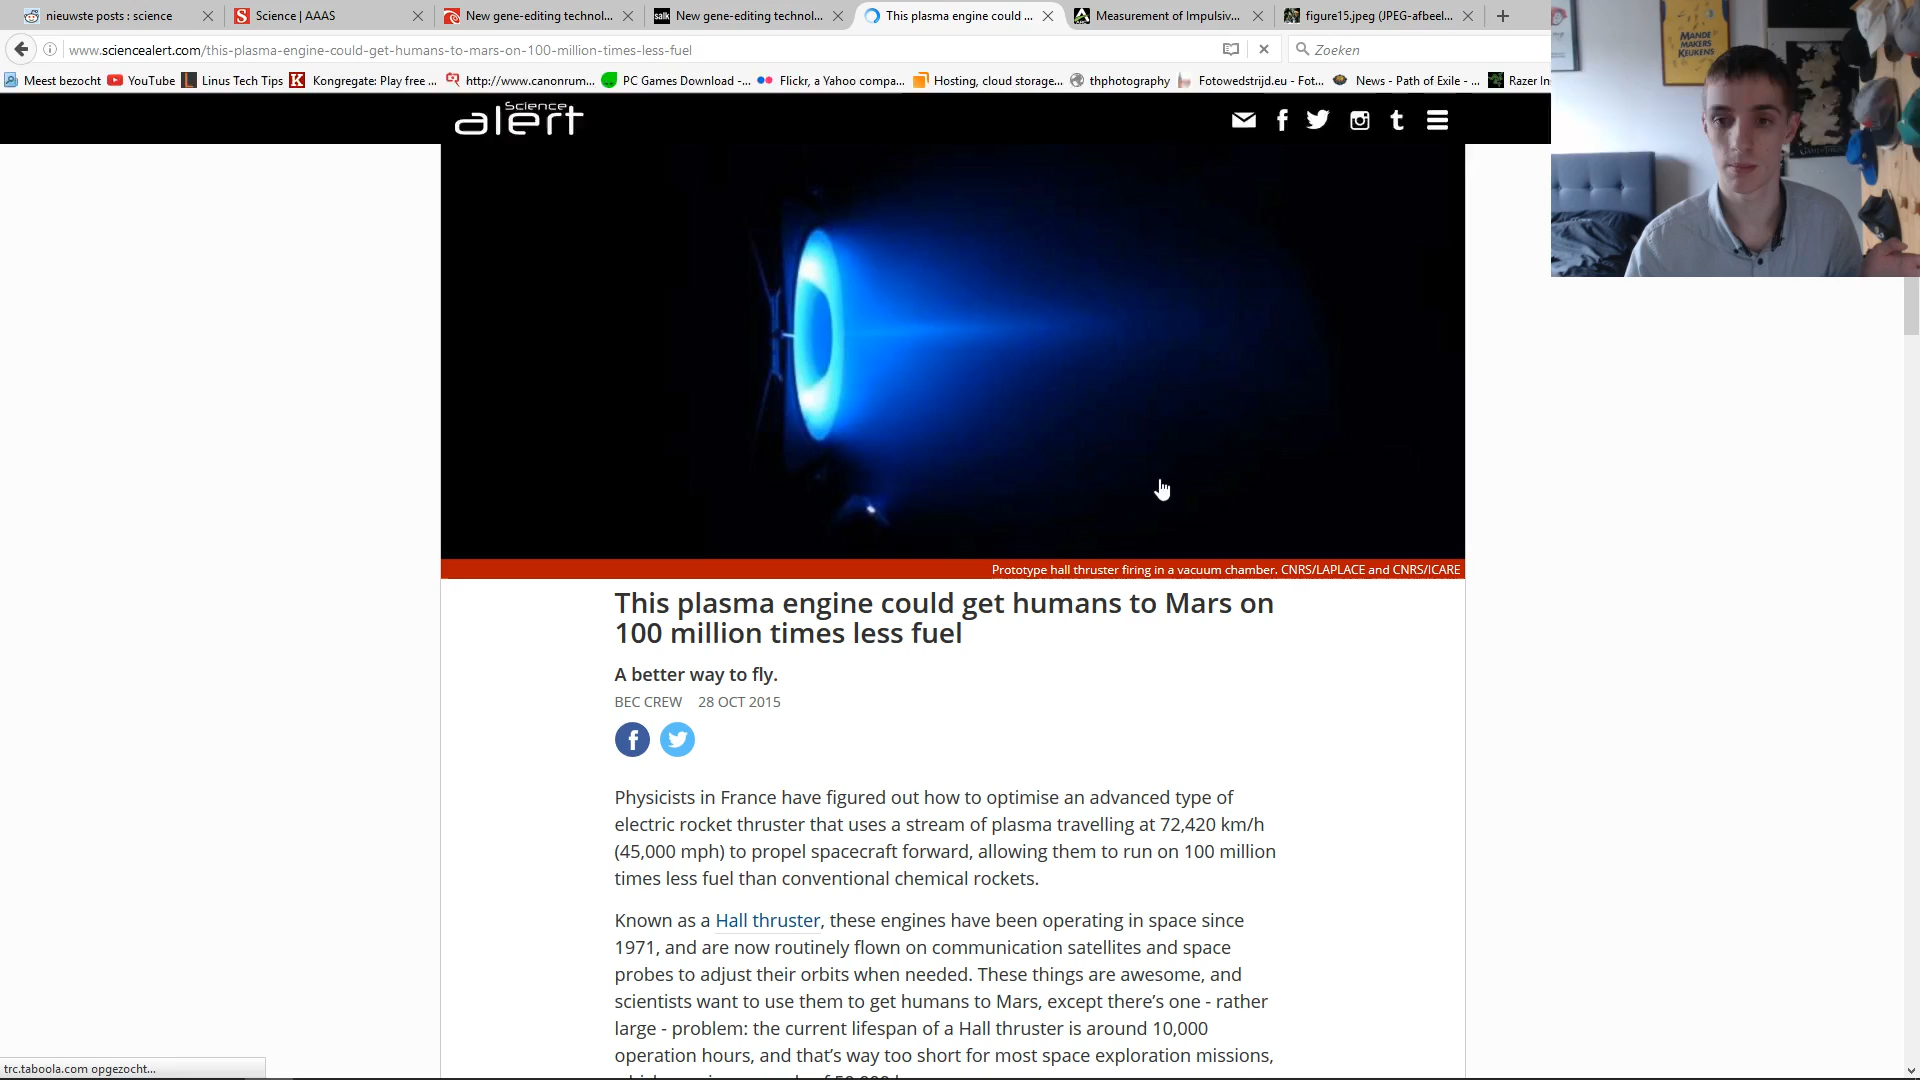 nieuwste posts : science
Science | AAAS
New gene-editing technol...
salk New gene-editing technol...
This plasma engine could ...
Measurement of Impulsiv...
figure15.jpeg (JPEG-afbeel...
www.sciencealert.com/this-plasma-engine-could-get-humans-to-mars-on-100-million-times-less-fuel
Zoeken
Meest bezocht
YouTube
Linus Tech Tips
Kongregate: Play free ...
http://www.canonrum...
PC Games Download -...
Flickr, a Yahoo compa...
Hosting, cloud storage...
thphotography
Fotowedstrijd.eu - Fot...
News - Path of Exile - ...
Razer In
MANDE
MAKERS
KEUKENS
science
alert
Prototype hall thruster firing in a vacuum chamber. CNRS/LAPLACE and CNRS/ICARE
This plasma engine could get humans to Mars on
100 million times less fuel
A better way to fly.
BEC CREW 28 OCT 2015
Physicists in France have figured out how to optimise an advanced type of
electric rocket thruster that uses a stream of plasma travelling at 72,420 km/h
(45,000 mph) to propel spacecraft forward, allowing them to run on 100 million
times less fuel than conventional chemical rockets.
Known as a Hall thruster, these engines have been operating in space since
1971, and are now routinely flown on communication satellites and space
probes to adjust their orbits when needed. These things are awesome, and
scientists want to use them to get humans to Mars, except there's one - rather
large - problem: the current lifespan of a Hall thruster is around 10,000
operation hours, and that's way too short for most space exploration missions,
trc.taboola.com opgezocht...